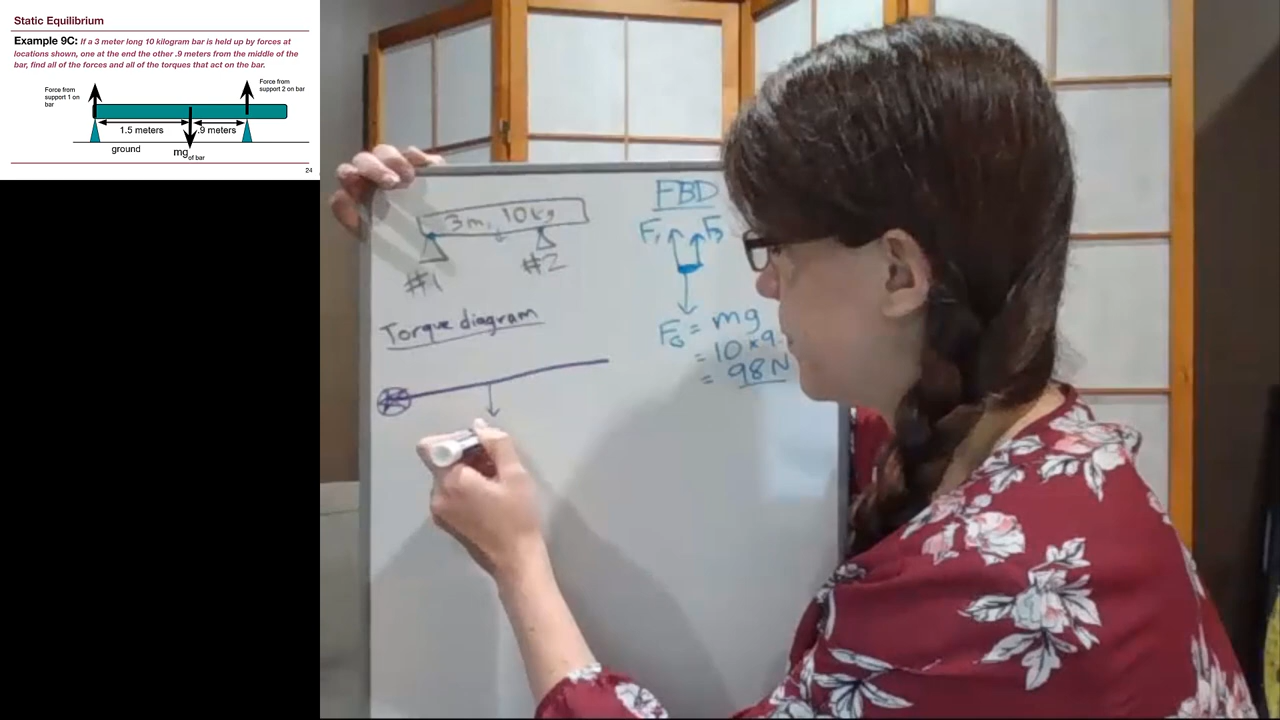 Static Equilibrium
Example 9C: If a 3 meter long 10 kilogram bar is held up by forces at
locations shown, one at the end the other .9 meters from the middle of the
bar, find all of the forces and all of the torques that act on the bar.
Force from
support 1 on
bar
Force from
support 2 on bar
1.5 meters
.9 meters
ground
mg of bar
24
3m, 10kg
#1
#2
Torque diagram
FBD
F₁
F₂
F_G = mg
= 10 × 9.
= 98 N